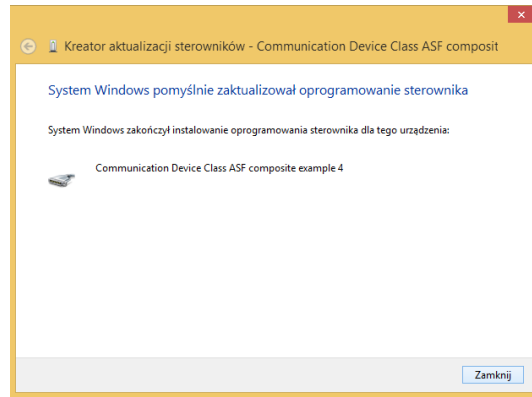 Kreator aktualizacji sterowników - Communication Device Class ASF composit
System Windows pomyślnie zaktualizował oprogramowanie sterownika
System Windows zakończył instalowanie oprogramowania sterownika dla tego urządzenia:
Communication Device Class ASF composite example 4
Zamknij